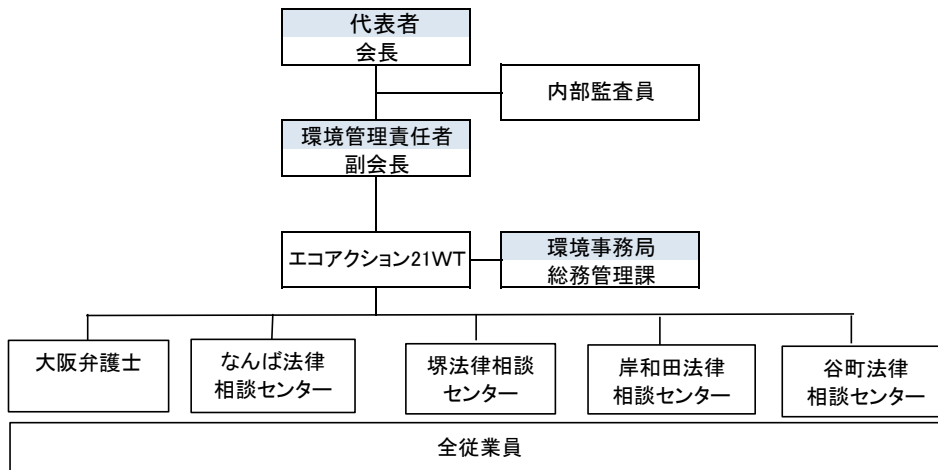 代表者
会長
内部監査員
環境管理責任者
副会長
エコアクション21WT
環境事務局
総務管理課
大阪弁護士
なんば法律
相談センター
堺法律相談
センター
岸和田法律
相談センター
谷町法律
相談センター
全従業員